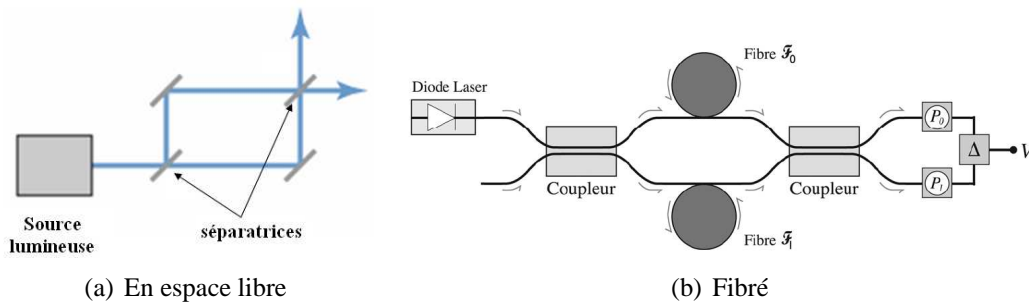 Source
lumineuse
séparatrices
(a) En espace libre
Diode Laser
Fibre ℱ₀
Coupleur
Coupleur
P₀
P₁
Δ
V
Fibre ℱ₁
(b) Fibré